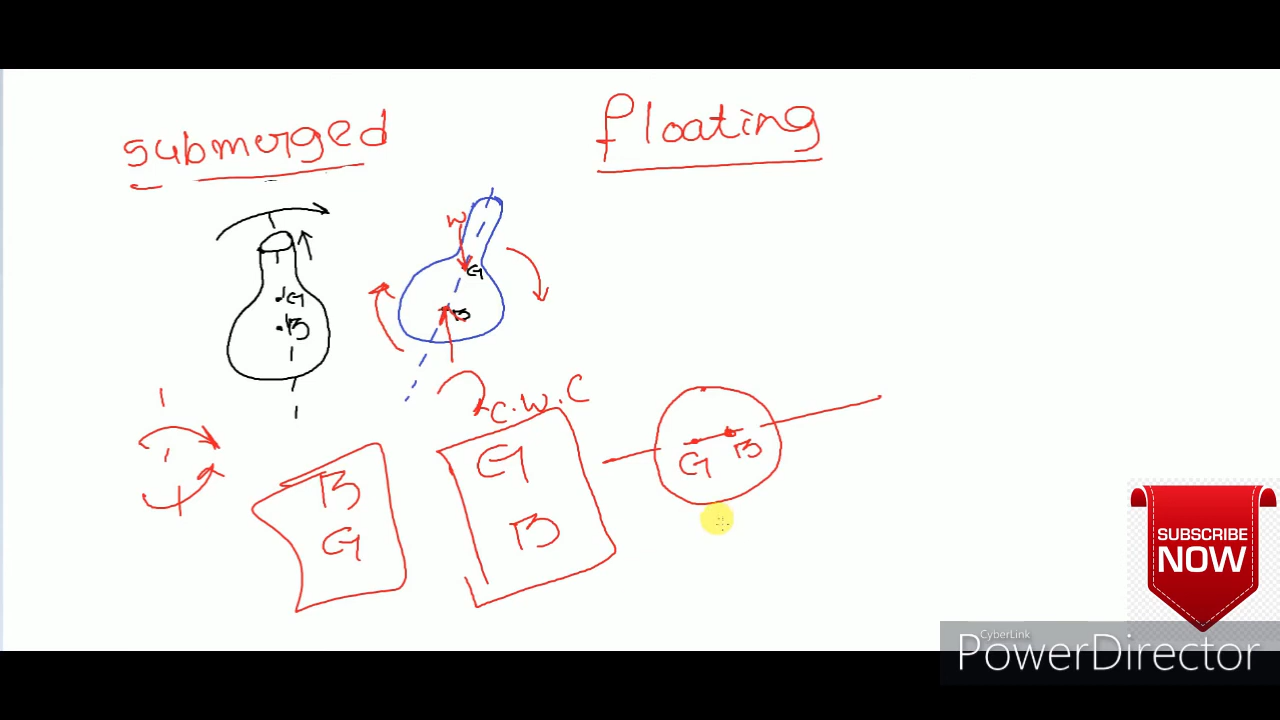 submerged
floating
W
G
G
B
B
C.W.C
B
G
G
B
G
B
SUBSCRIBE
NOW
CyberLink
PowerDirector